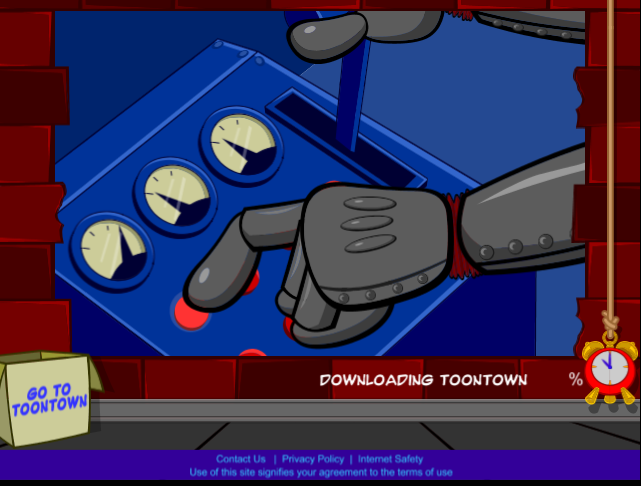 DOWNLOADING TOONTOWN %
GO TO
TOONTOWN
Contact Us | Privacy Policy | Internet Safety
Use of this site signifies your agreement to the terms of use